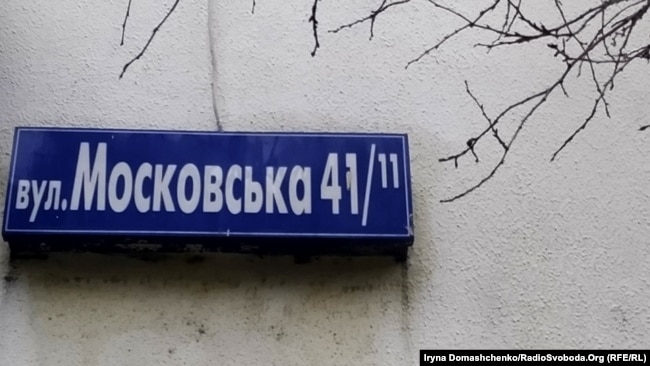 вул. Московська 41/11
Iryna Domashchenko/RadioSvoboda.Org (RFE/RL)